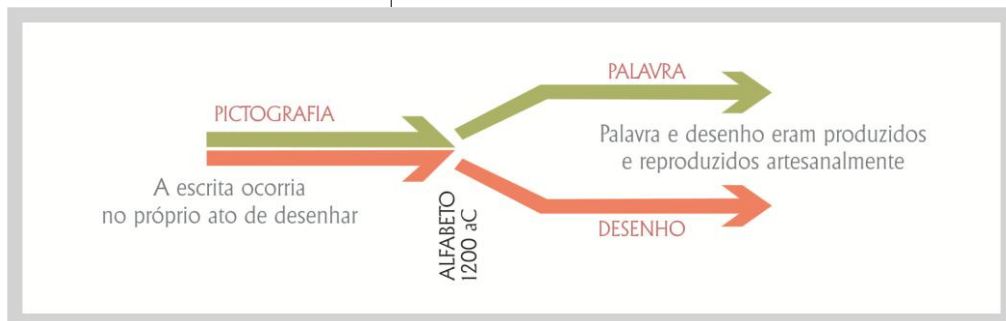 PICTOGRAFIA
A escrita ocorria
no próprio ato de desenhar
ALFABETO
1200 aC
PALAVRA
Palavra e desenho eram produzidos
e reproduzidos artesanalmente
DESENHO